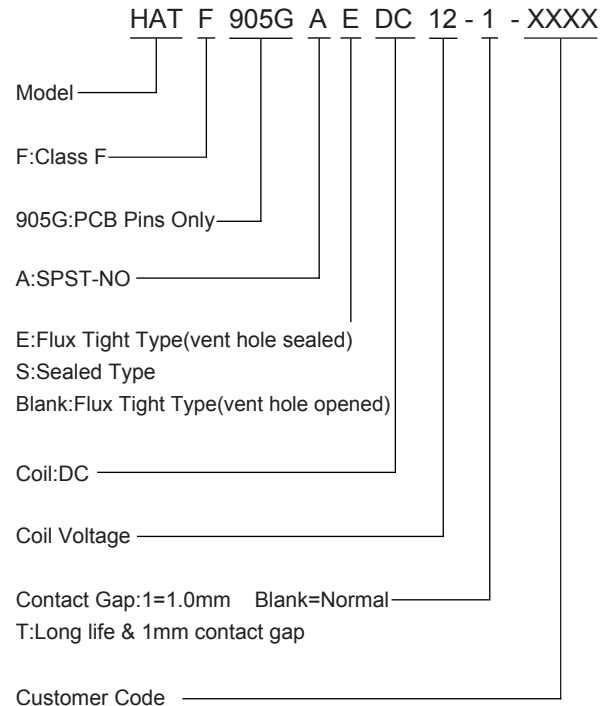 HAT F 905G A E DC 12 - 1 - XXXX
Model
F:Class F
905G:PCB Pins Only
A:SPST-NO
E:Flux Tight Type(vent hole sealed)
S:Sealed Type
Blank:Flux Tight Type(vent hole opened)
Coil:DC
Coil Voltage
Contact Gap:1=1.0mm Blank=Normal
T:Long life & 1mm contact gap
Customer Code